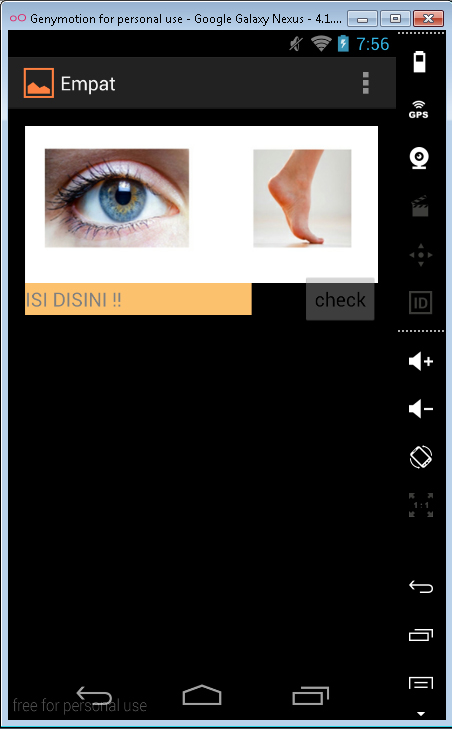 Genymotion for personal use - Google Galaxy Nexus - 4.1....
7:56
Empat
GPS
ID
ISI DISINI !!
check
1:1
free for personal use